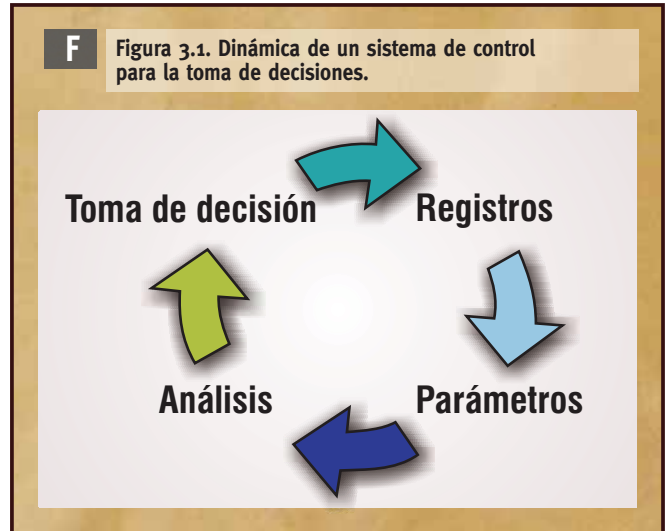 F
Figura 3.1. Dinámica de un sistema de control
para la toma de decisiones.
Toma de decisión
Registros
Análisis
Parámetros